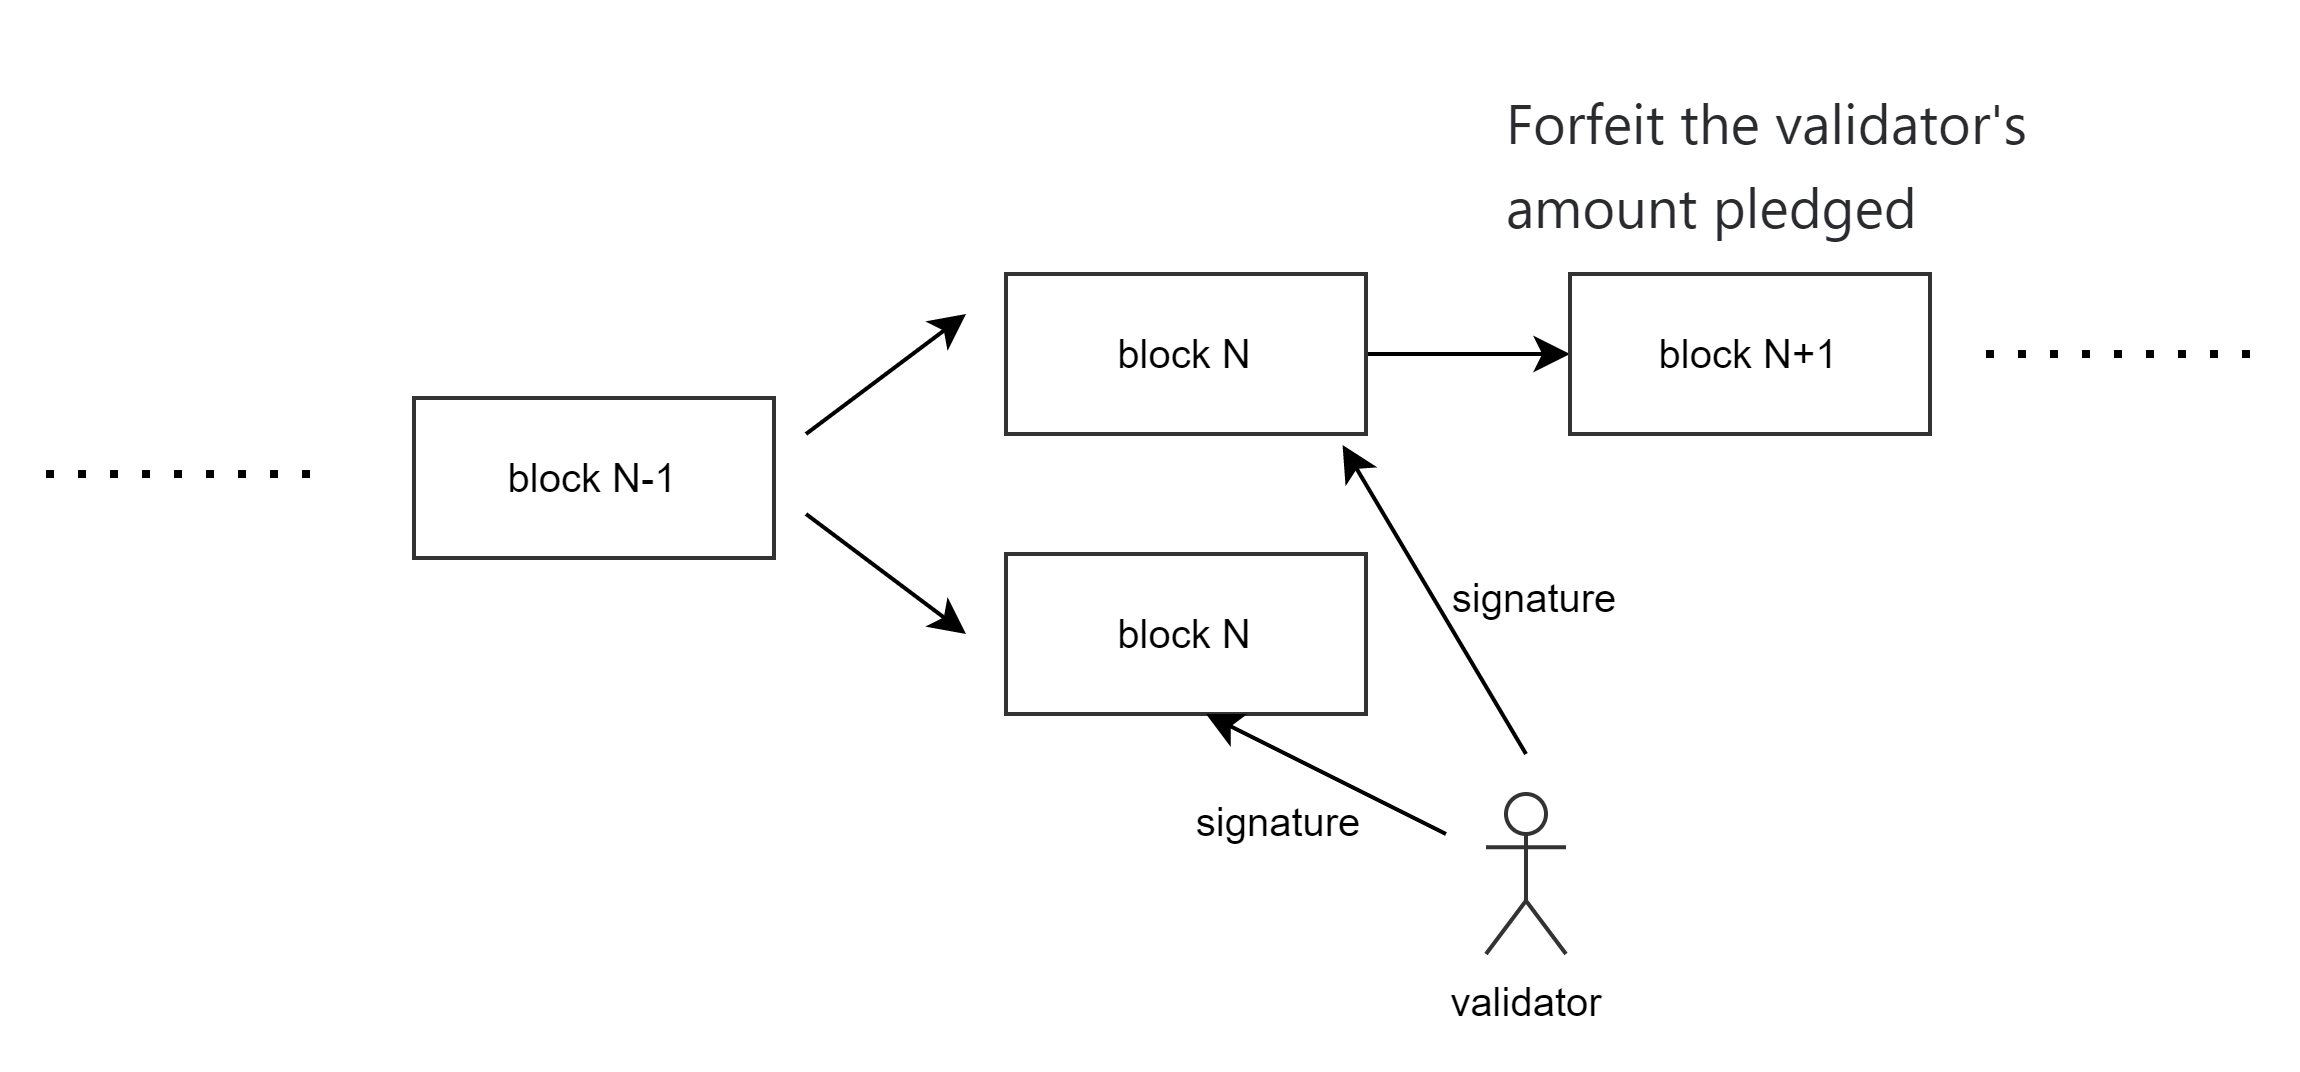 Forfeit the validator's
amount pledged
block N
block N+1
block N-1
signature
block N
signature
validator